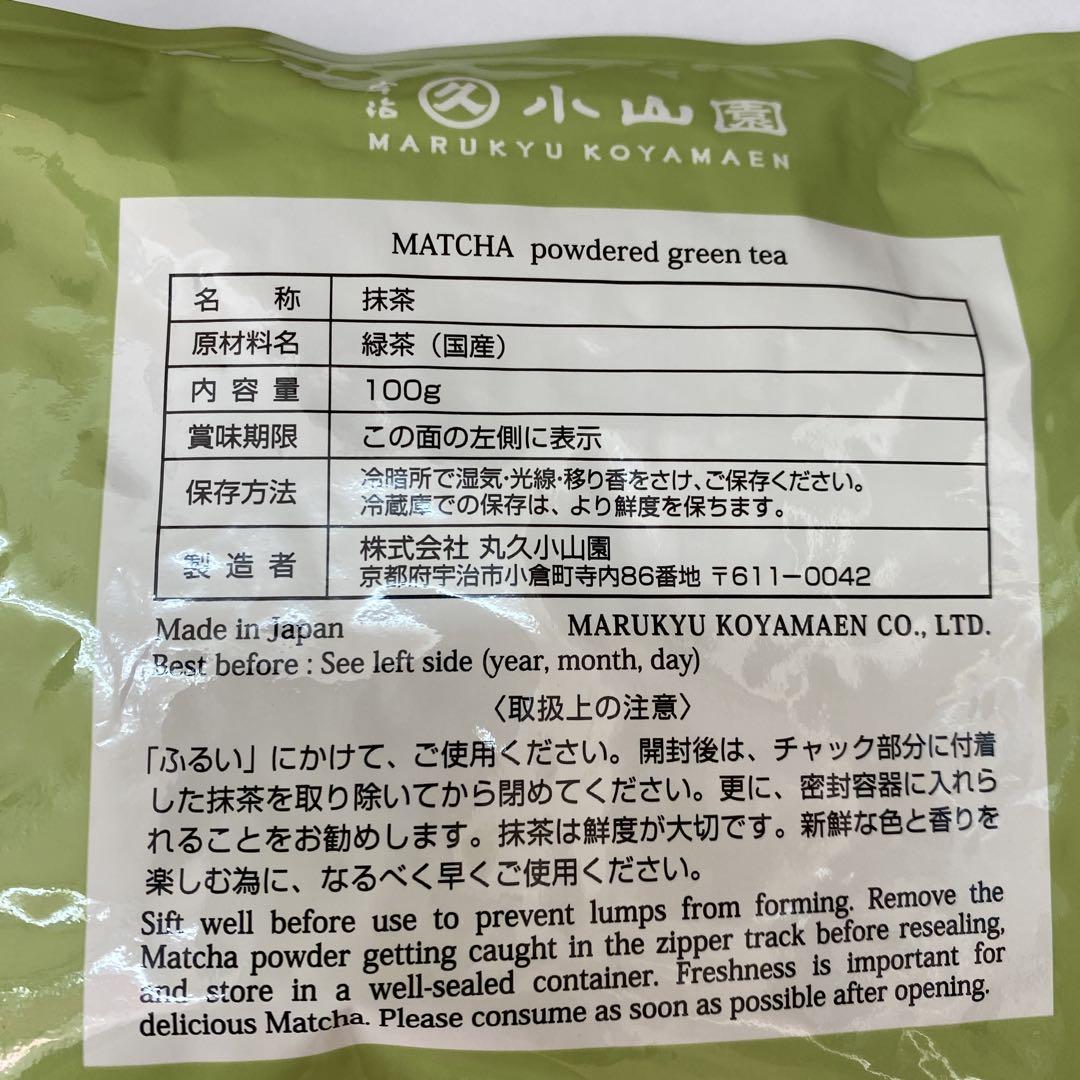 宇治 久 小山園
MARUKYU KOYAMAEN
MATCHA powdered green tea
名称 抹茶
原材料名 緑茶（国産）
内容量 100g
賞味期限 この面の左側に表示
保存方法 冷暗所で湿気・光線・移り香をさけ、ご保存ください。
冷蔵庫での保存は、より鮮度を保ちます。
製造者 株式会社 丸久小山園
京都府宇治市小倉町寺内86番地 〒611－0042
Made in Japan MARUKYU KOYAMAEN CO., LTD.
Best before : See left side (year, month, day)
〈取扱上の注意〉
「ふるい」にかけて、ご使用ください。開封後は、チャック部分に付着
した抹茶を取り除いてから閉めてください。更に、密封容器に入れら
れることをお勧めします。抹茶は鮮度が大切です。新鮮な色と香りを
楽しむ為に、なるべく早くご使用ください。
Sift well before use to prevent lumps from forming. Remove the
Matcha powder getting caught in the zipper track before resealing,
and store in a well-sealed container. Freshness is important for
delicious Matcha. Please consume as soon as possible after opening.